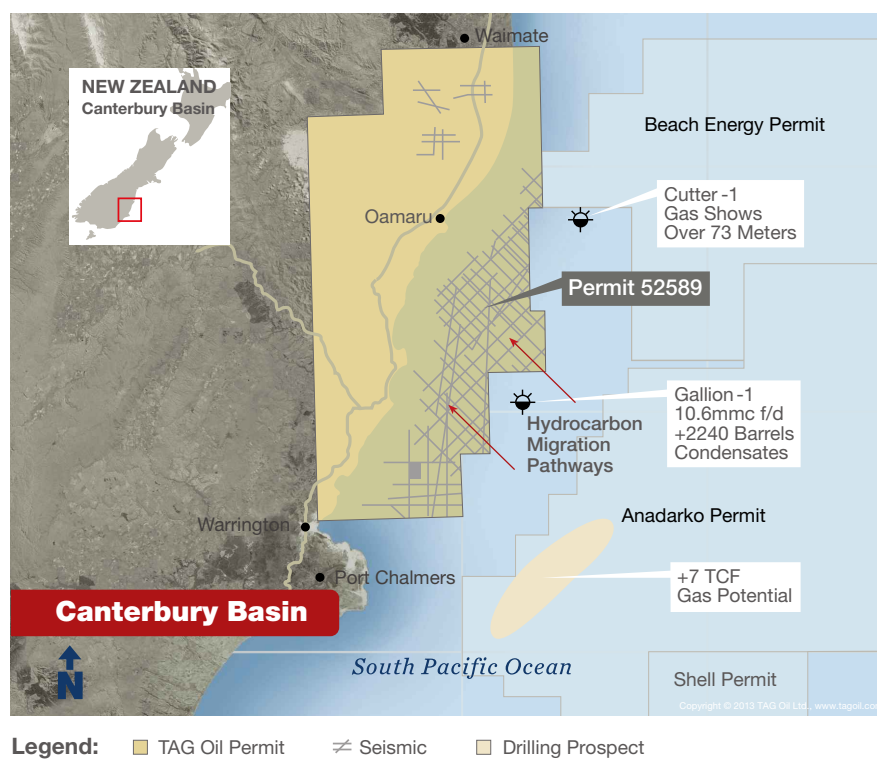 Waimate
NEW ZEALAND
Canterbury Basin
Beach Energy Permit
Cutter -1
Gas Shows
Over 73 Meters
Oamaru
Permit 52589
Gallion -1
10.6mmc f/d
+2240 Barrels
Condensates
Hydrocarbon
Migration
Pathways
Anadarko Permit
Warrington
Port Chalmers
+7 TCF
Gas Potential
Canterbury Basin
N
South Pacific Ocean
Shell Permit
Copyright © 2013 TAG Oil Ltd., www.tagoil.co
Legend: TAG Oil Permit Seismic Drilling Prospect